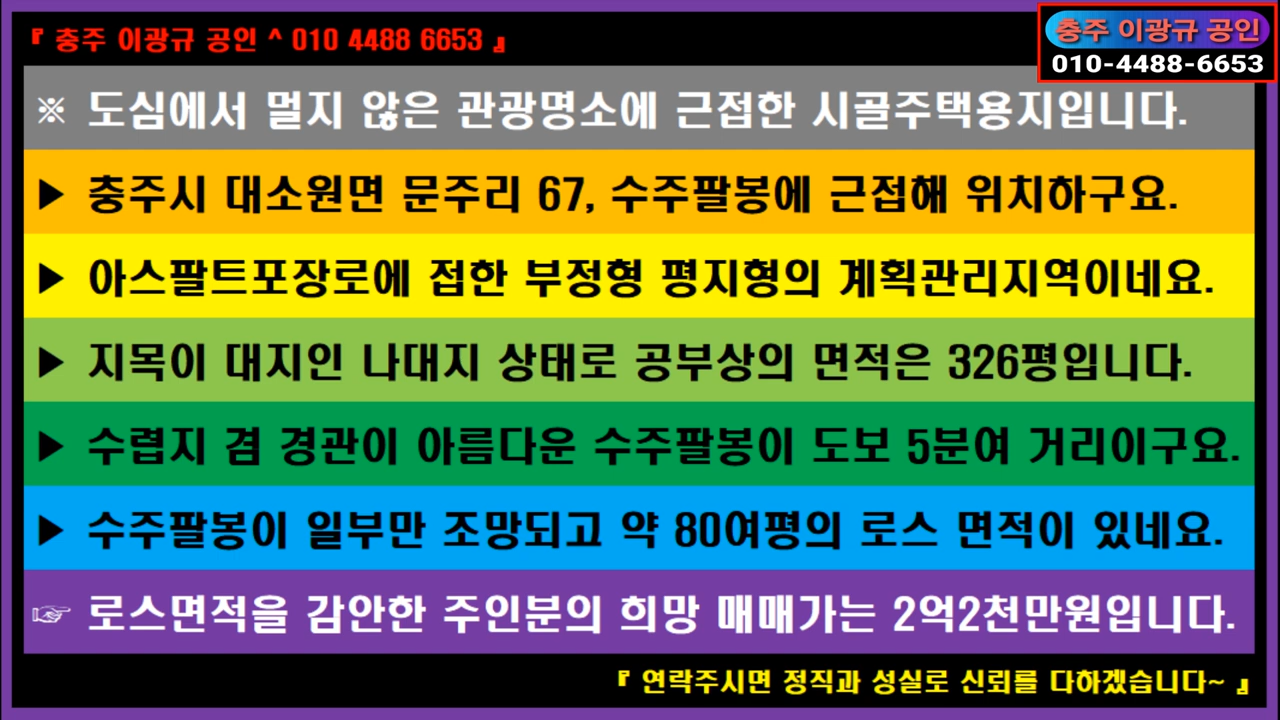 『 충주 이광규 공인 ^ 010 4488 6653 』
충주 이광규 공인
010-4488-6653
※ 도심에서 멀지 않은 관광명소에 근접한 시골주택용지입니다.
▶ 충주시 대소원면 문주리 67, 수주팔봉에 근접해 위치하구요.
▶ 아스팔트포장로에 접한 부정형 평지형의 계획관리지역이네요.
▶ 지목이 대지인 나대지 상태로 공부상의 면적은 326평입니다.
▶ 수렵지 겸 경관이 아름다운 수주팔봉이 도보 5분여 거리이구요.
▶ 수주팔봉이 일부만 조망되고 약 80여평의 로스 면적이 있네요.
☞ 로스면적을 감안한 주인분의 희망 매매가는 2억2천만원입니다.
『 연락주시면 정직과 성실로 신뢰를 다하겠습니다~ 』